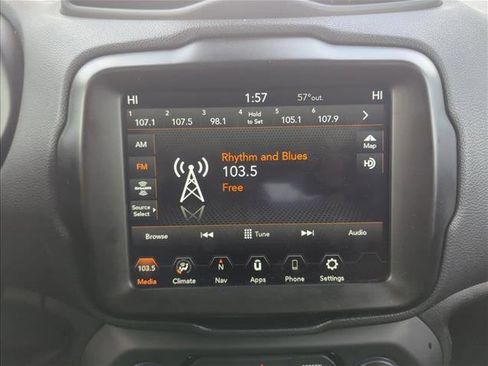 HI 1:57 57°out. HI
1 2 3 4 5 6
107.1 107.5 98.1 Hold to Set 105.1 107.9
AM
Map
Rhythm and Blues
FM 103.5 HD
Free
SiriusXM
Source
Select
Browse Tune Audio
103.5 N
Media Climate Nav Apps Phone Settings